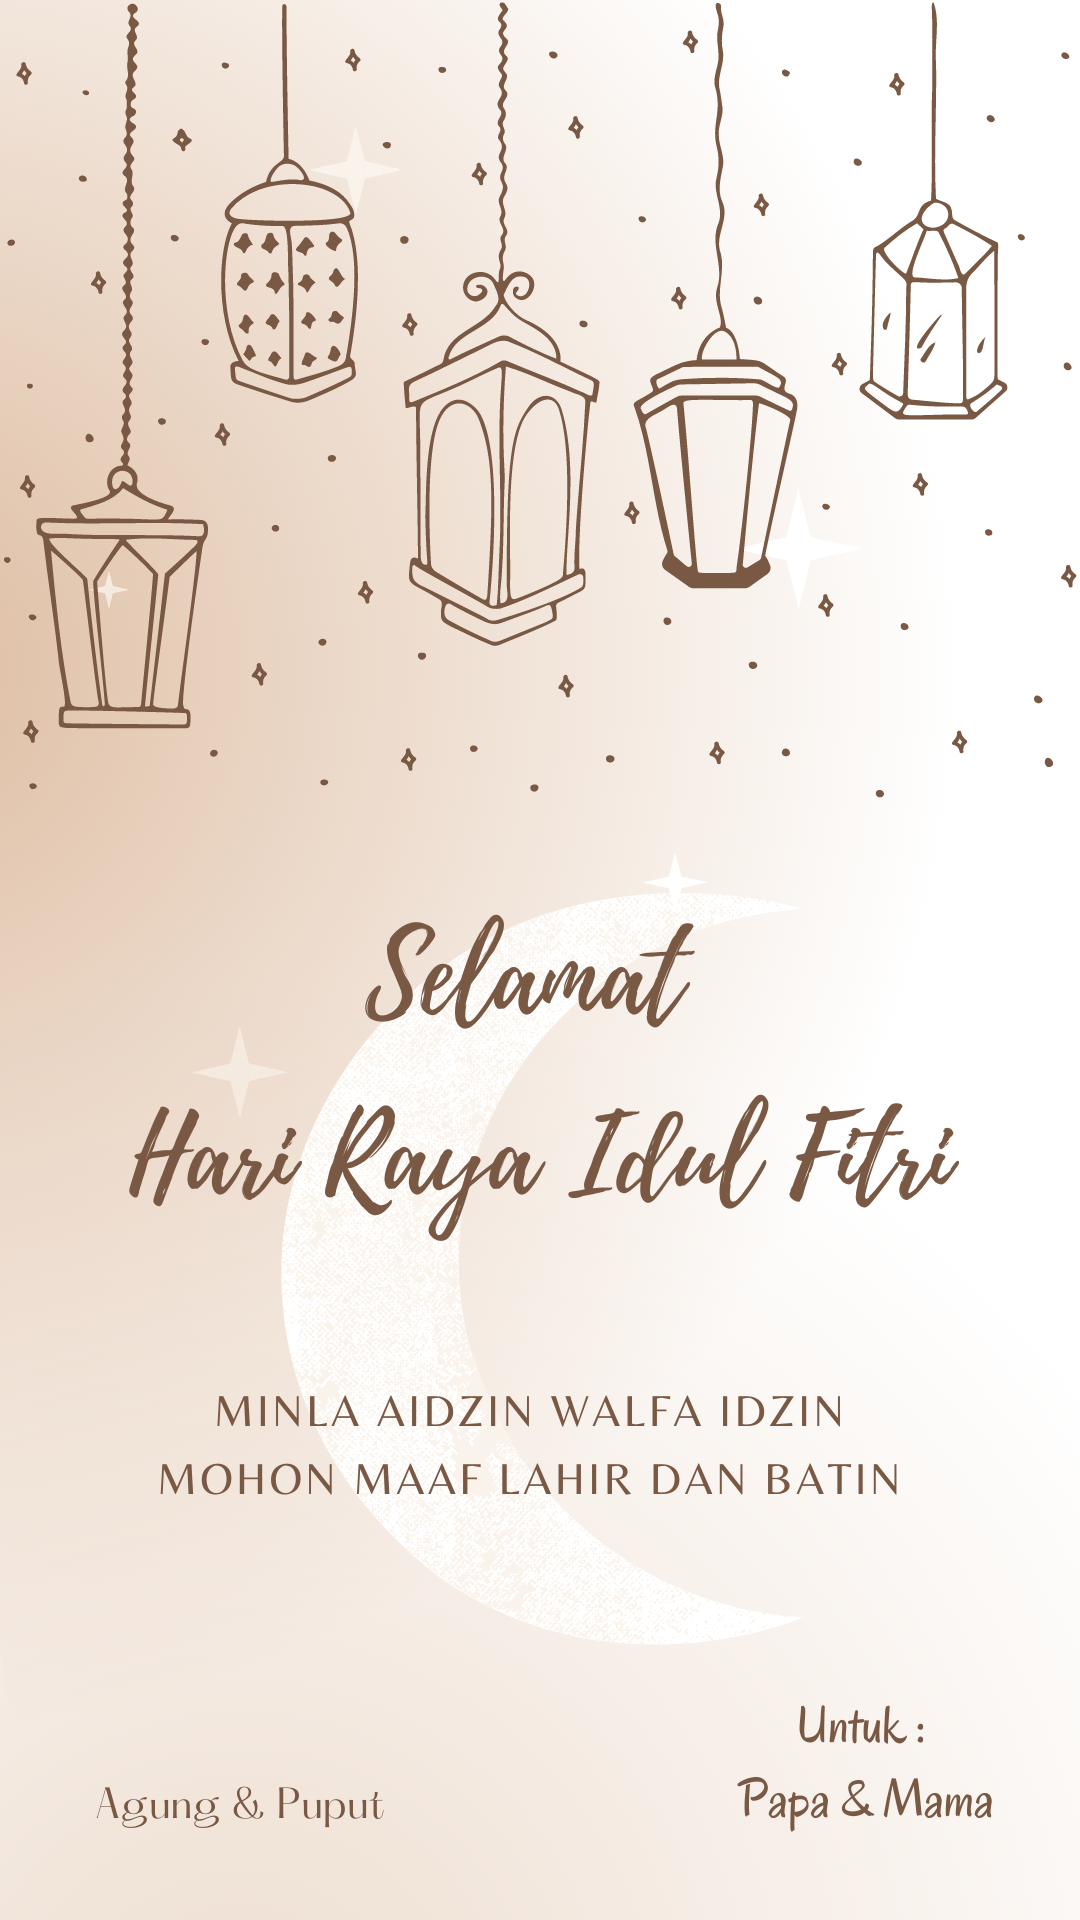 Selamat
Hari Raya Idul Fitri
MINLA AIDZIN WALFA IDZIN
MOHON MAAF LAHIR DAN BATIN
Untuk :
Papa & Mama
Agung & Puput